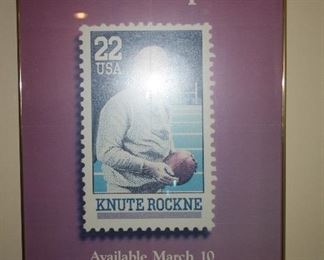 22
USA
KNUTE ROCKNE
Available March 10